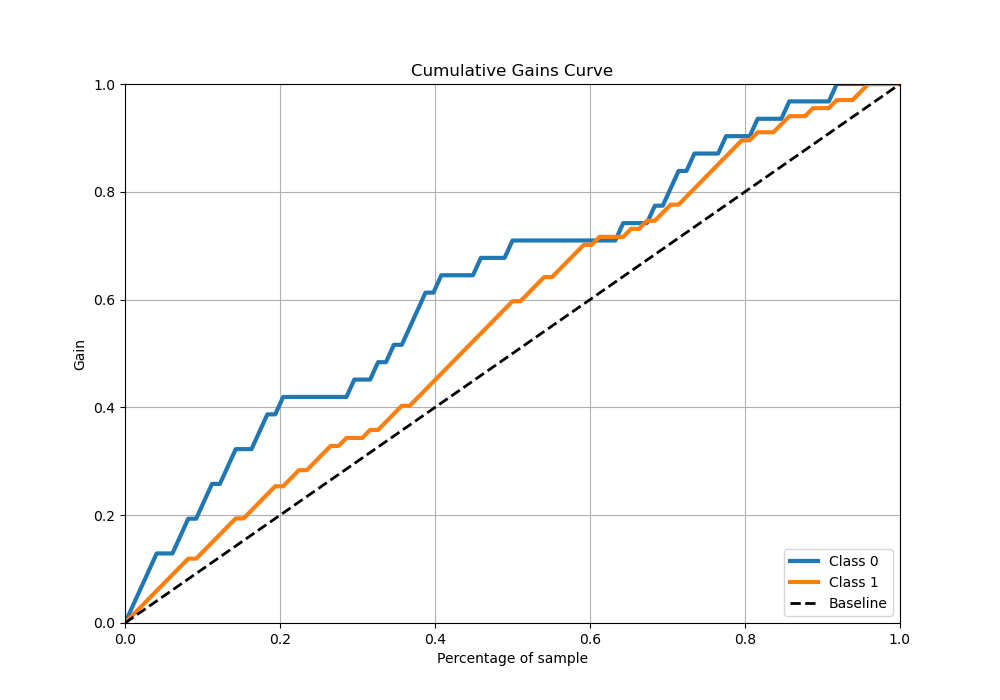 Cumulative Gains Curve
1.0
0.8
0.6
0.4
0.2
0.0
Gain
0.0 0.2 0.4 0.6 0.8 1.0
Percentage of sample
Class 0
Class 1
Baseline